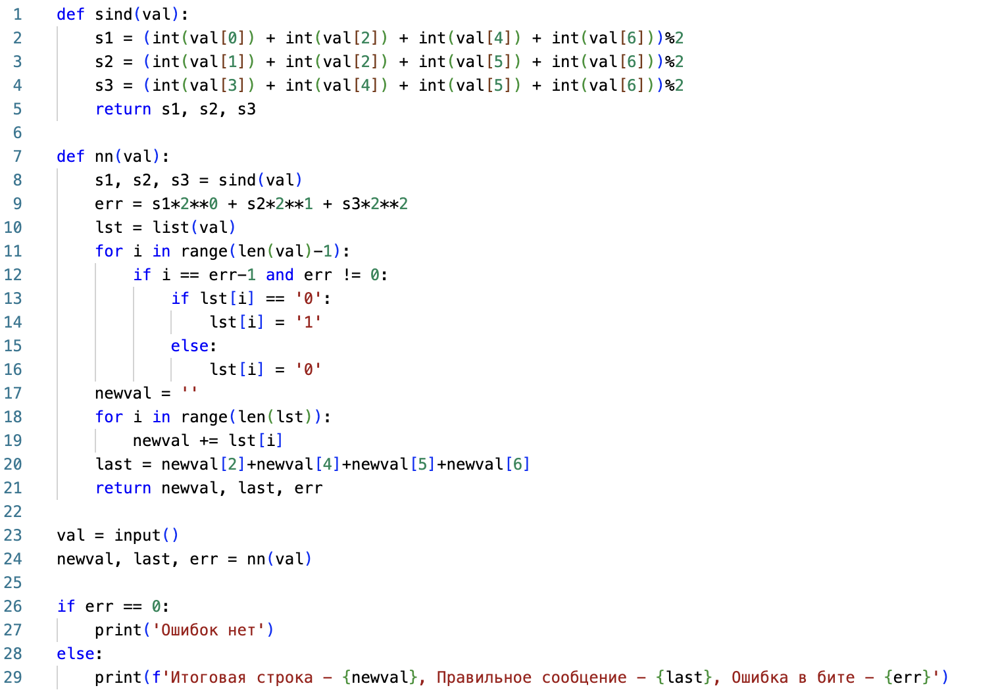 1 def sind(val):
2     s1 = (int(val[0]) + int(val[2]) + int(val[4]) + int(val[6]))%2
3     s2 = (int(val[1]) + int(val[2]) + int(val[5]) + int(val[6]))%2
4     s3 = (int(val[3]) + int(val[4]) + int(val[5]) + int(val[6]))%2
5     return s1, s2, s3
6
7 def nn(val):
8     s1, s2, s3 = sind(val)
9     err = s1*2**0 + s2*2**1 + s3*2**2
10     lst = list(val)
11     for i in range(len(val)-1):
12         if i == err-1 and err != 0:
13             if lst[i] == '0':
14                 lst[i] = '1'
15             else:
16                 lst[i] = '0'
17     newval = ''
18     for i in range(len(lst)):
19         newval += lst[i]
20     last = newval[2]+newval[4]+newval[5]+newval[6]
21     return newval, last, err
22
23 val = input()
24 newval, last, err = nn(val)
25
26 if err == 0:
27     print('Ошибок нет')
28 else:
29     print(f'Итоговая строка – {newval}, Правильное сообцение – {last}, Ошибка в бите – {err}')